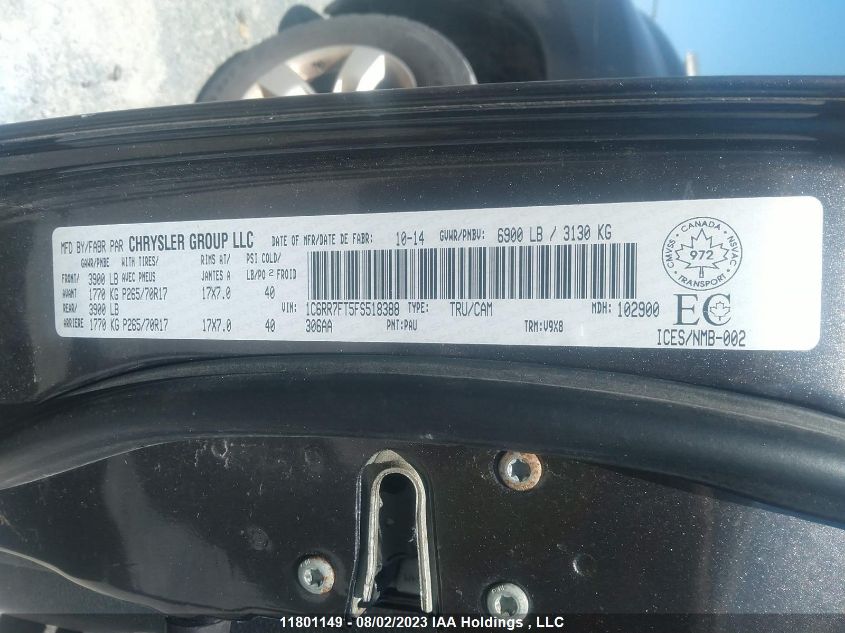 MFD BY/FABR PAR CHRYSLER GROUP LLC DATE OF MFR/DATE DE FABR: 10-14 GVWR/PNBV: 6900 LB / 3130 KG
GAWR/PNBE WITH TIRES/ RIMS AT/ PSI COLD/
FRONT/ 3900 LB AVEC PNEUS JANTES A LB/PO 2 FROID
AVANT 1770 KG P265/70R17 17X7.0 40
REAR/ 3900 LB VIN: 1C6RR7FT5FS518388 TYPE: TRU/CAM MDH: 102900
ARRIERE 1770 KG P265/70R17 17X7.0 40 306AA PNT:PAU TRM:V9X8
CANADA
CMVSS NSVAC
972
TRANSPORT
EC
ICES/NMB-002
11801149 - 08/02/2023 IAA Holdings , LLC